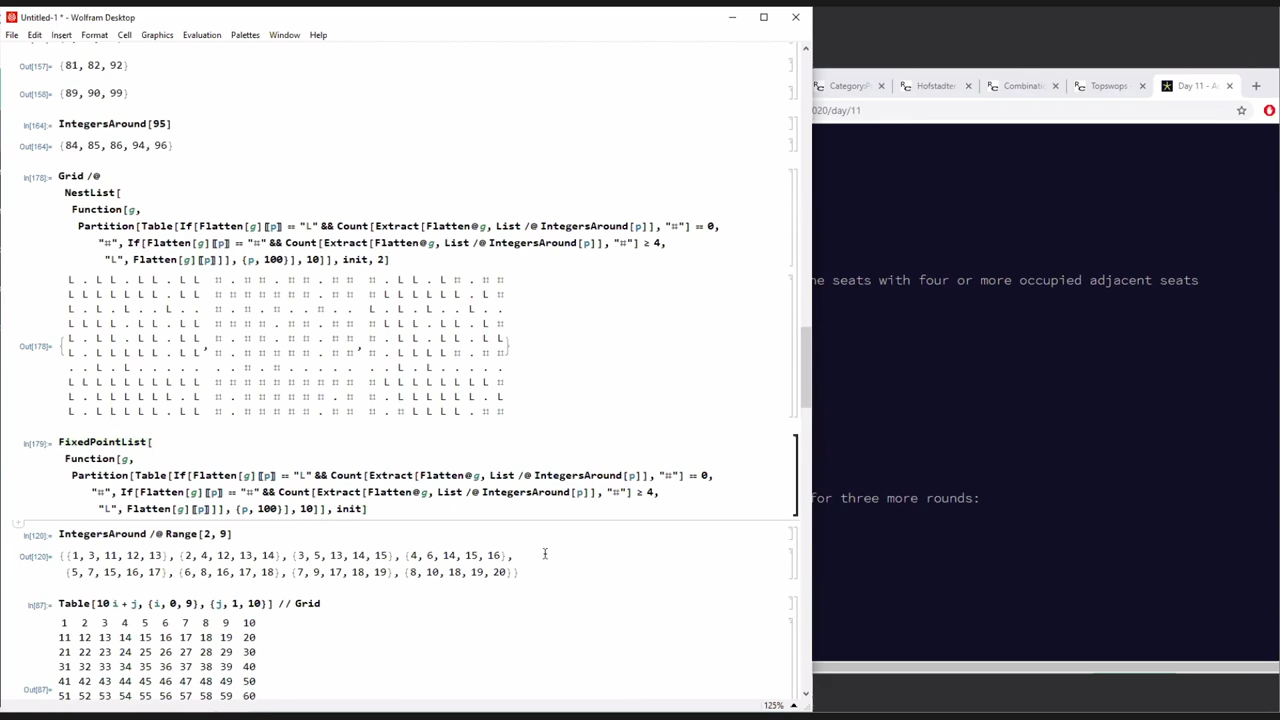 Untitled-1 * - Wolfram Desktop
File Edit Insert Format Cell Graphics Evaluation Palettes Window Help
Out[157]= {81, 82, 92}
Out[158]= {89, 90, 99}
In[164]:= IntegersAround[95]
Out[164]= {84, 85, 86, 94, 96}
In[178]:= Grid /@
NestList[
Function[g,
Partition[Table[If[Flatten[g]〚p〛 == "L" && Count[Extract[Flatten@g, List /@ IntegersAround[p]], "#"] == 0,
"#", If[Flatten[g]〚p〛 == "#" && Count[Extract[Flatten@g, List /@ IntegersAround[p]], "#"] ≥ 4,
"L", Flatten[g]〚p〛]], {p, 100}], 10]], init, 2]
Out[178]=
In[179]:= FixedPointList[
Function[g,
Partition[Table[If[Flatten[g]〚p〛 == "L" && Count[Extract[Flatten@g, List /@ IntegersAround[p]], "#"] == 0,
"#", If[Flatten[g]〚p〛 == "#" && Count[Extract[Flatten@g, List /@ IntegersAround[p]], "#"] ≥ 4,
"L", Flatten[g]〚p〛]], {p, 100}], 10]], init]
In[120]:= IntegersAround /@ Range[2, 9]
Out[120]= {{1, 3, 11, 12, 13}, {2, 4, 12, 13, 14}, {3, 5, 13, 14, 15}, {4, 6, 14, 15, 16},
{5, 7, 15, 16, 17}, {6, 8, 16, 17, 18}, {7, 9, 17, 18, 19}, {8, 10, 18, 19, 20}}
In[87]:= Table[10 i + j, {i, 0, 9}, {j, 1, 10}] // Grid
1 2 3 4 5 6 7 8 9 10
11 12 13 14 15 16 17 18 19 20
21 22 23 24 25 26 27 28 29 30
31 32 33 34 35 36 37 38 39 40
41 42 43 44 45 46 47 48 49 50
Out[87]= 51 52 53 54 55 56 57 58 59 60
125%
Category:P Hofstadter Combinati Topswops Day 11 - A
020/day/11
he seats with four or more occupied adjacent seats
for three more rounds: